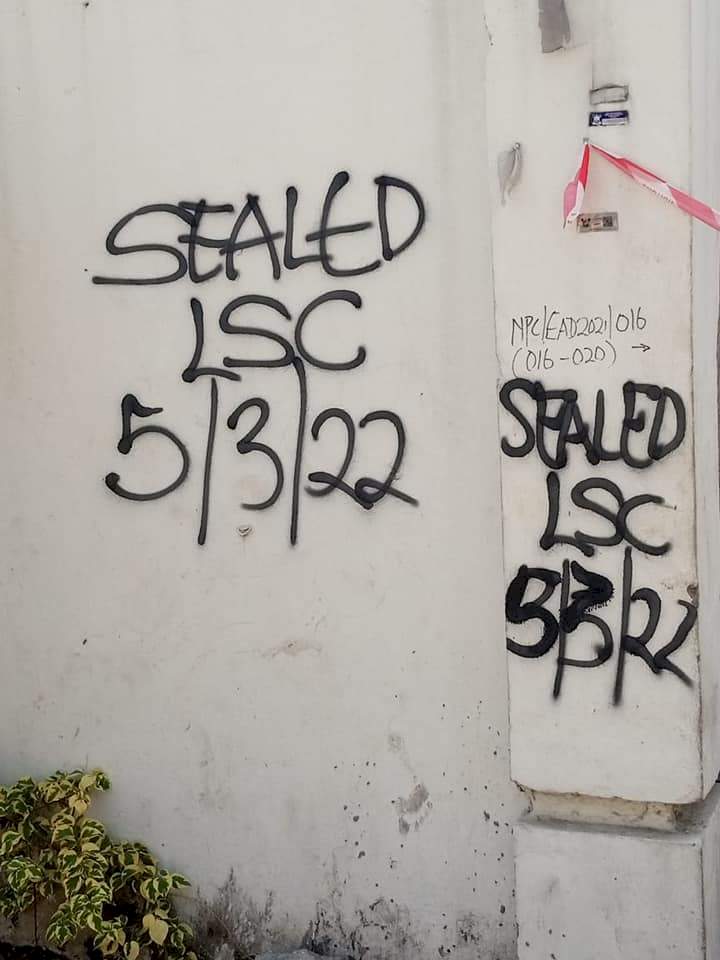 SEALED
LSC
5/3/22
NPC/EAD2021/016
(016-020) →
SEALED
LSC
5/3/22